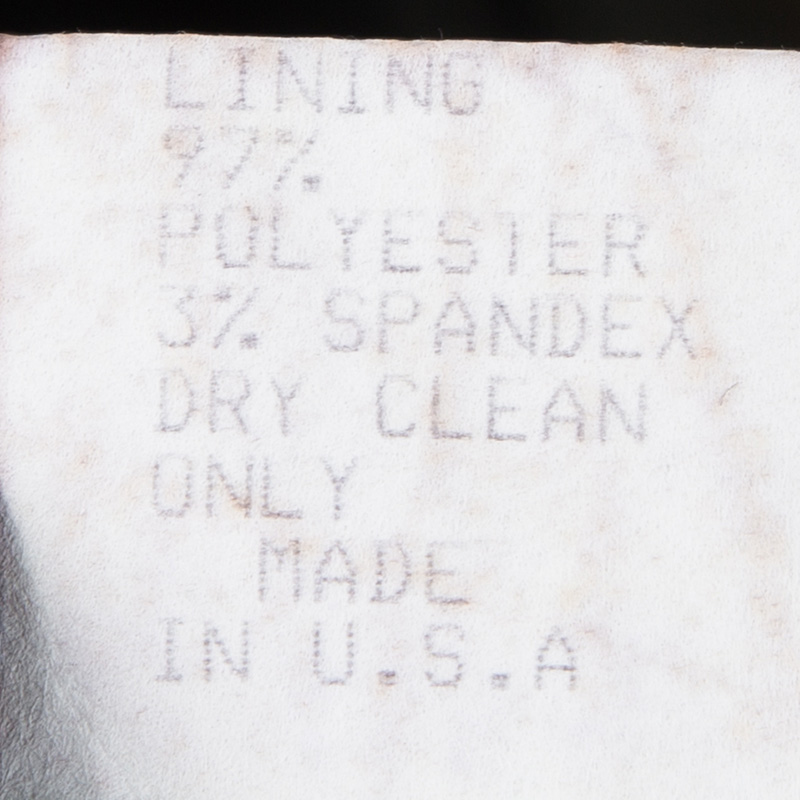 LINING
97%
POLYESTER
3% SPANDEX
DRY CLEAN
ONLY
MADE
IN U.S.A